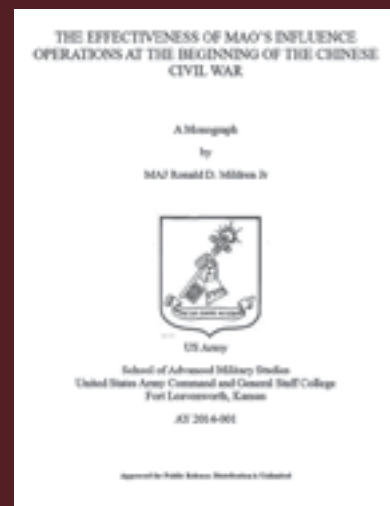 THE EFFECTIVENESS OF MAO'S INFLUENCE
OPERATIONS AT THE BEGINNING OF THE CHINESE
CIVIL WAR
A Monograph
by
MAJ Ronald D.
US Army
School of Advanced Military Studies
United States Army Command and General Staff College
Fort Leavenworth, Kansas
AY 2014-001
Approved for Public Release; Distribution is Unlimited